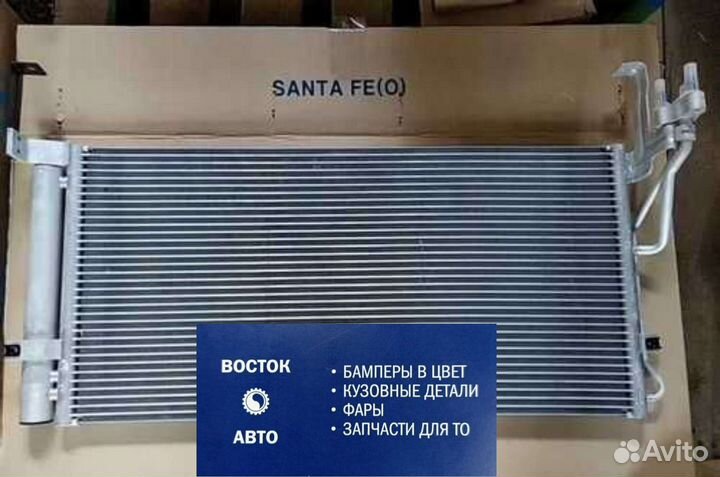 SANTA FE(O)
ВОСТОК
АВТО
• БАМПЕРЫ В ЦВЕТ
• КУЗОВНЫЕ ДЕТАЛИ
• ФАРЫ
• ЗАПЧАСТИ ДЛЯ ТО
Avito